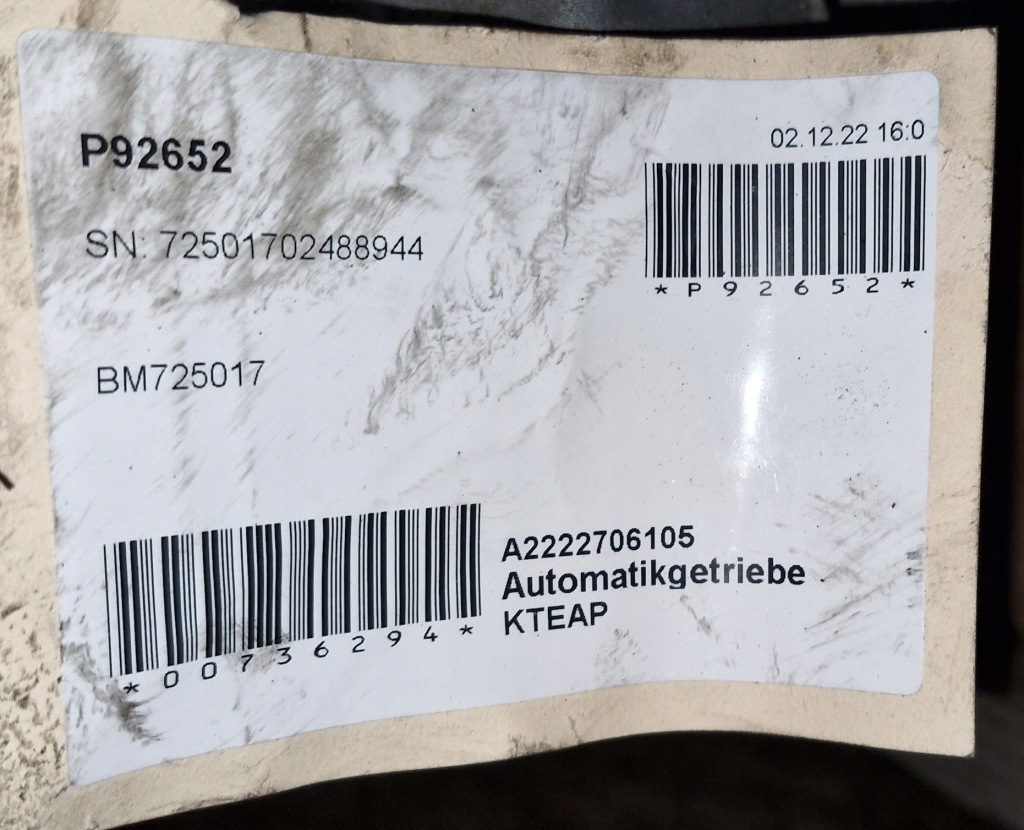 P92652
02.12.22 16:0
SN: 72501702488944
*P92652*
BM725017
A2222706105
Automatikgetriebe
KTEAP
*00736294*